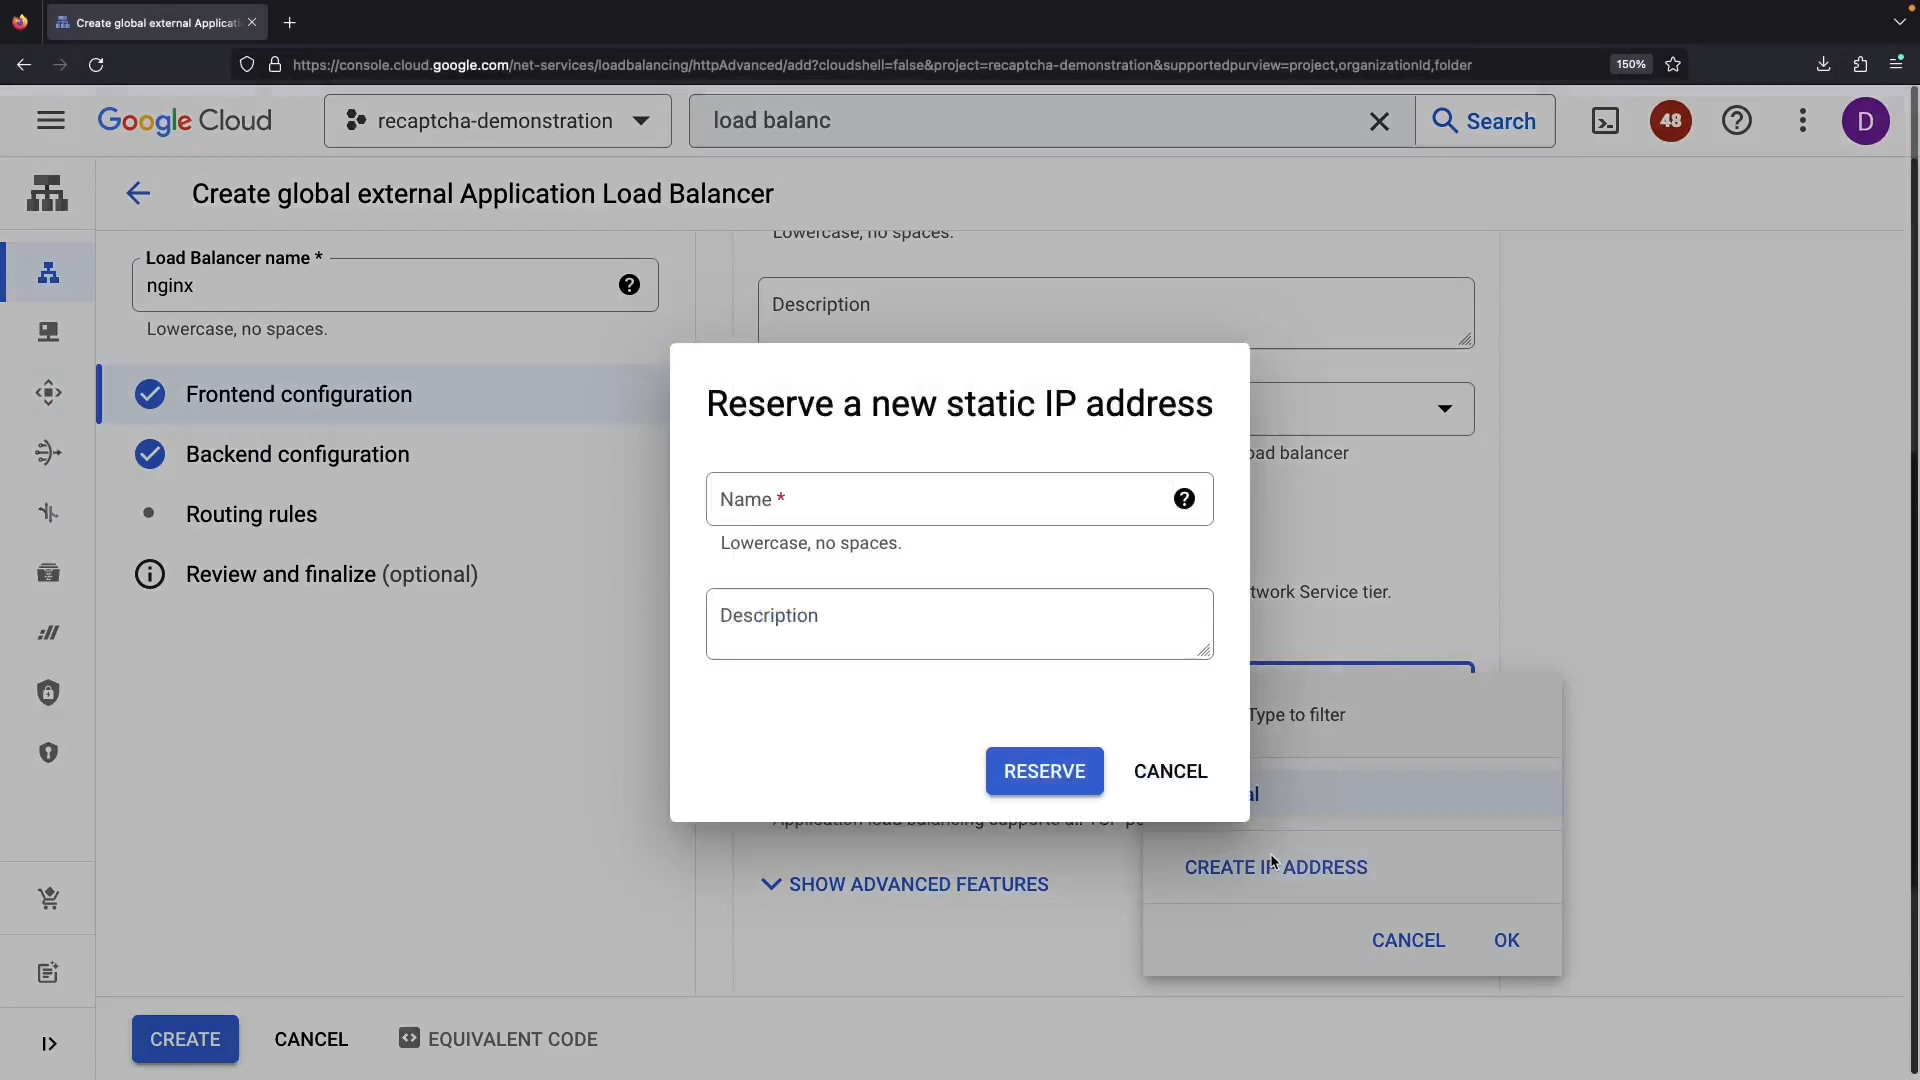 Create global external Applicati
https://console.cloud.google.com/net-services/loadbalancing/httpAdvanced/add?cloudshell=false&project=recaptcha-demonstration&supportedpurview=project,organizationId,folder
150%
Google Cloud
recaptcha-demonstration
load balanc
Search
48
D
Create global external Application Load Balancer
Load Balancer name *
nginx
Lowercase, no spaces.
Frontend configuration
Backend configuration
Routing rules
Review and finalize (optional)
Lowercase, no spaces.
Description
Reserve a new static IP address
Name *
Lowercase, no spaces.
Description
RESERVE
CANCEL
oad balancer
twork Service tier.
Type to filter
al
CREATE IP ADDRESS
CANCEL
OK
SHOW ADVANCED FEATURES
CREATE
CANCEL
EQUIVALENT CODE